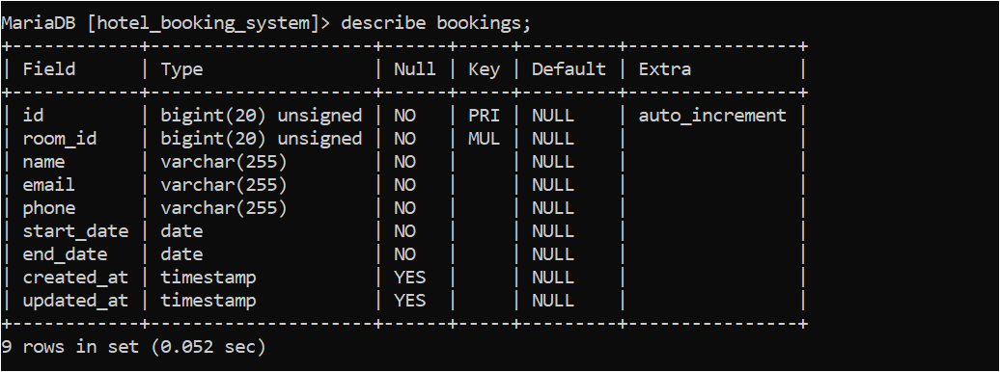 MariaDB [hotel_booking_system]> describe bookings;
+------------+---------------------+------+-----+---------+----------------+
| Field      | Type                | Null | Key | Default | Extra          |
+------------+---------------------+------+-----+---------+----------------+
| id         | bigint(20) unsigned | NO   | PRI | NULL    | auto_increment |
| room_id    | bigint(20) unsigned | NO   | MUL | NULL    |                |
| name       | varchar(255)        | NO   |     | NULL    |                |
| email      | varchar(255)        | NO   |     | NULL    |                |
| phone      | varchar(255)        | NO   |     | NULL    |                |
| start_date | date                | NO   |     | NULL    |                |
| end_date   | date                | NO   |     | NULL    |                |
| created_at | timestamp           | YES  |     | NULL    |                |
| updated_at | timestamp           | YES  |     | NULL    |                |
+------------+---------------------+------+-----+---------+----------------+
9 rows in set (0.052 sec)